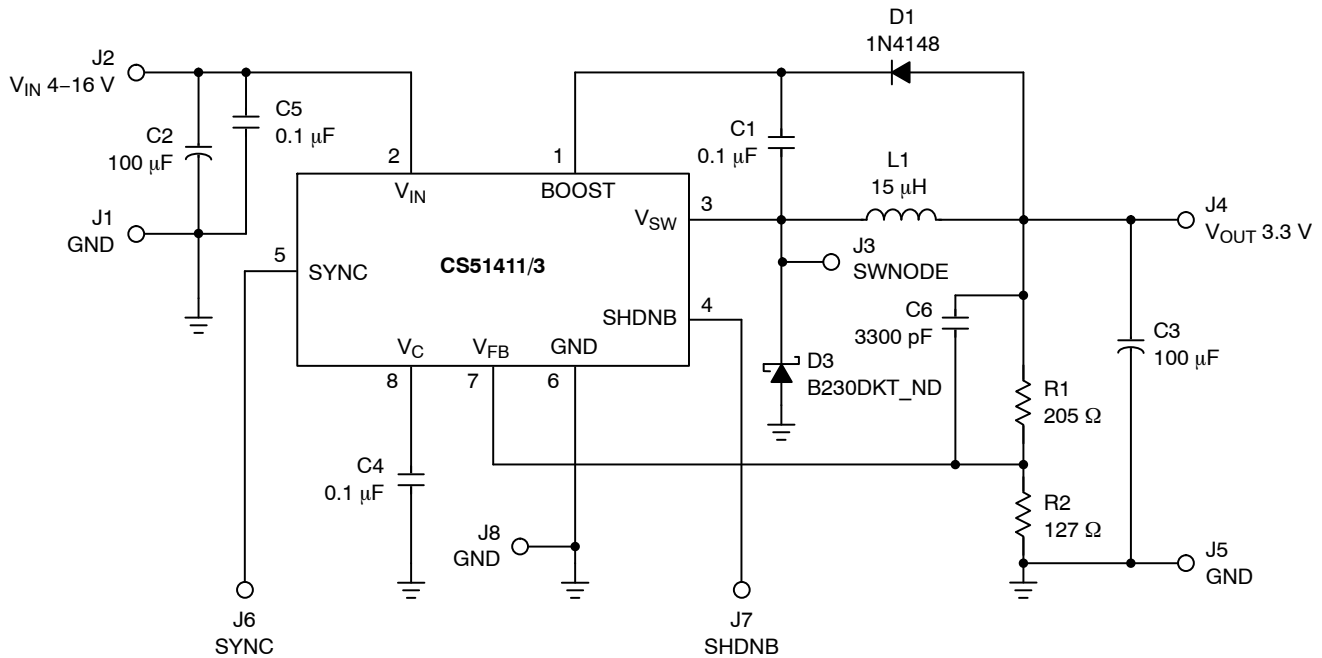 D1
1N4148
J2
V_IN 4–16 V
C5
0.1 μF
C2
100 μF
C1
0.1 μF
2
1
L1
15 μH
V_IN
BOOST
3
V_SW
J4
V_OUT 3.3 V
J1
GND
J3
SWNODE
5
SYNC
CS51411/3
4
SHDNB
C6
3300 pF
C3
100 μF
V_C
V_FB
GND
D3
B230DKT_ND
8
7
6
R1
205 Ω
C4
0.1 μF
R2
127 Ω
J8
GND
J5
GND
J6
SYNC
J7
SHDNB